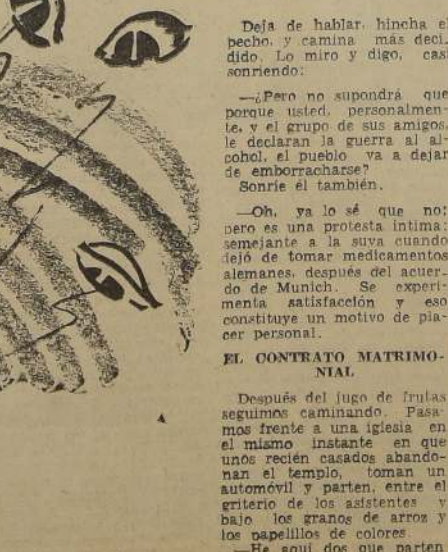 Deja de hablar, hincha el
pecho, y camina más deci-
dido. Lo miro y digo, casi
sonriendo:
—¿Pero no supondrá que
porque usted, personalmen-
te, y el grupo de sus amigos,
le declaran la guerra al al-
cohol, el pueblo va a dejar
de emborracharse?
Sonríe él también.
—Oh, ya lo sé que no;
pero es una protesta íntima;
semejante a la suya cuando
dejó de tomar medicamentos
alemanes, después del acuer-
do de Munich. Se experi-
menta satisfacción y eso
constituye un motivo de pla-
cer personal.
EL CONTRATO MATRIMO-
NIAL
Después del jugo de frutas
seguimos caminando. Pasa-
mos frente a una iglesia en
el mismo instante en que
unos recién casados abando-
nan el templo, toman un
automóvil y parten, entre el
griterío de los asistentes y
bajo los granos de arroz y
los papelillos de colores.
—He aquí dos que parten